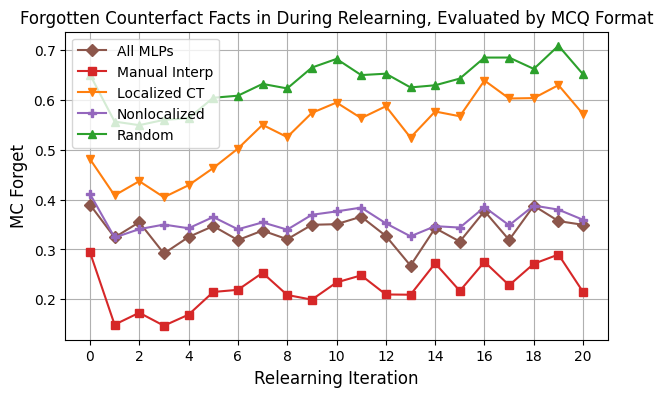 Forgotten Counterfact Facts in During Relearning, Evaluated by MCQ Format
0.7
0.6
0.5
0.4
0.3
0.2
MC Forget
All MLPs
Manual Interp
Localized CT
Nonlocalized
Random
0 2 4 6 8 10 12 14 16 18 20
Relearning Iteration